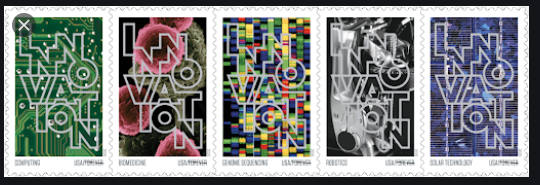 INNOVATION
COMPUTING USA/FOREVER
INNOVATION
BIOMEDICINE USA/FOREVER
INNOVATION
GENOME SEQUENCING USA/FOREVER
INNOVATION
ROBOTICS USA/FOREVER
INNOVATION
SOLAR TECHNOLOGY USA/FOREVER